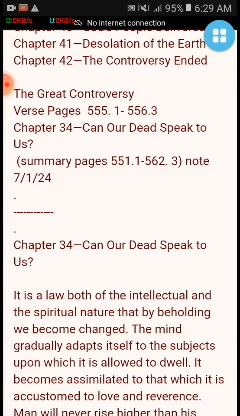 95% 6:29 AM
0:0KB/s U:0KB/s No internet connection
Chapter 41—Desolation of the Earth
Chapter 42—The Controversy Ended
The Great Controversy
Verse Pages 555. 1- 556.3
Chapter 34—Can Our Dead Speak to
Us?
(summary pages 551.1-562. 3) note
7/1/24
.
------------
.
Chapter 34—Can Our Dead Speak to
Us?
It is a law both of the intellectual and
the spiritual nature that by beholding
we become changed. The mind
gradually adapts itself to the subjects
upon which it is allowed to dwell. It
becomes assimilated to that which it is
accustomed to love and reverence.
Man will never rise higher than his